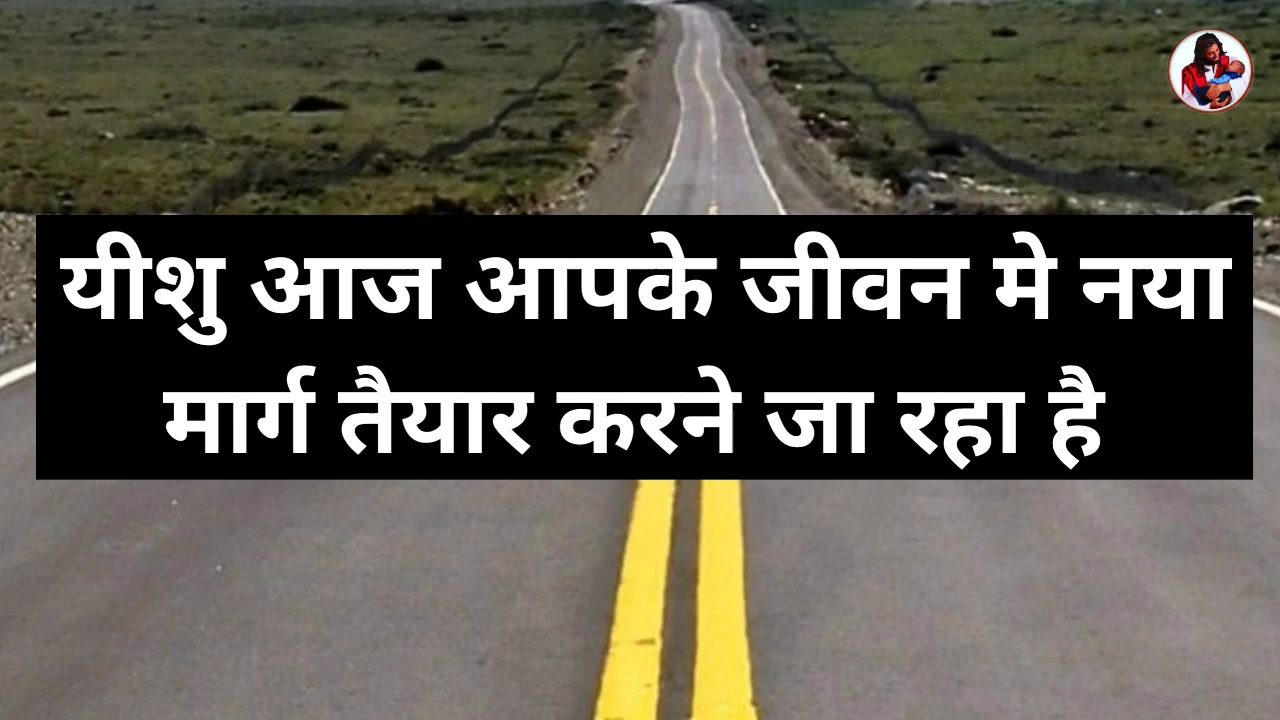 यीशु आज आपके जीवन मे नया
मार्ग तैयार करने जा रहा है